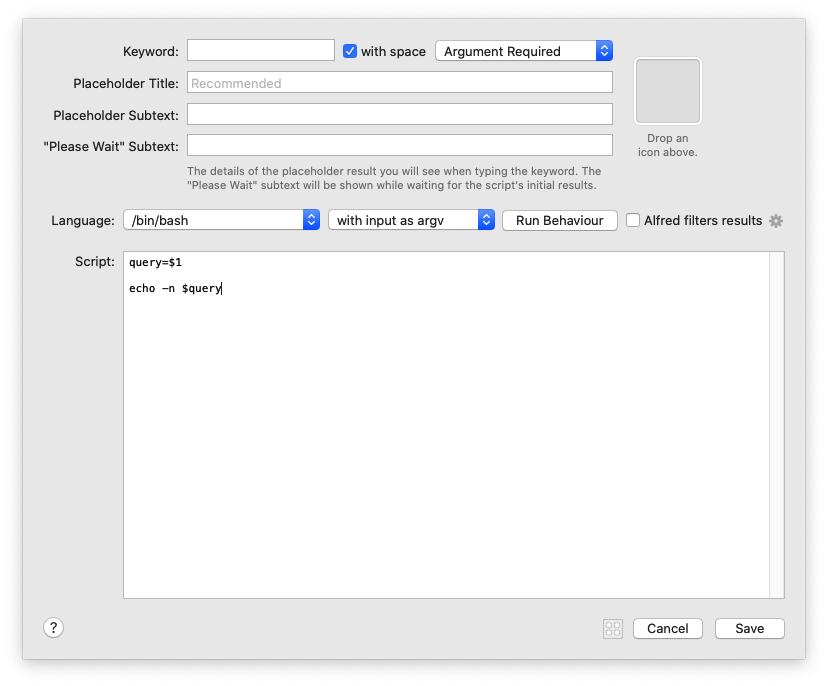 Keyword: with space Argument Required
Placeholder Title: Recommended
Placeholder Subtext:
"Please Wait" Subtext:
Drop an
icon above.
The details of the placeholder result you will see when typing the keyword. The
"Please Wait" subtext will be shown while waiting for the script's initial results.
Language: /bin/bash with input as argv Run Behaviour Alfred filters results
Script: query=$1
echo -n $query
? Cancel Save